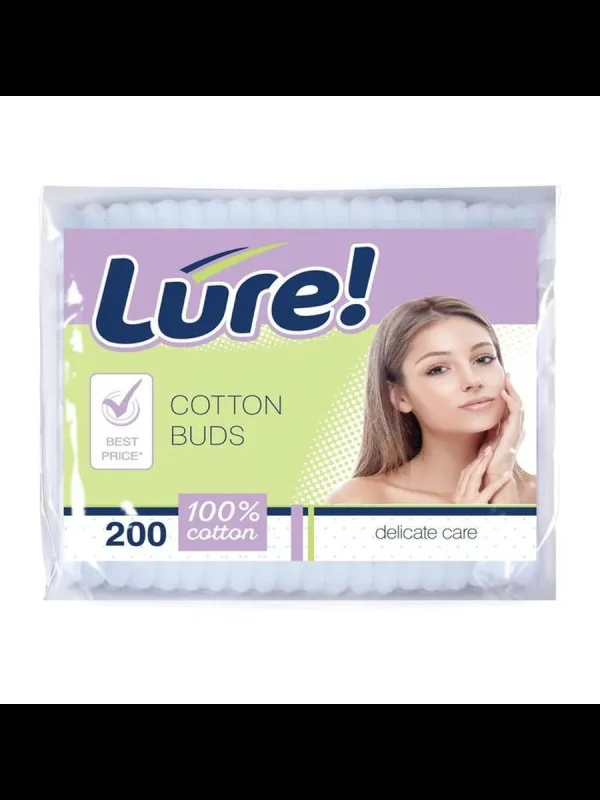 Lure!
COTTON
BUDS
BEST
PRICE*
200
100%
cotton
delicate care